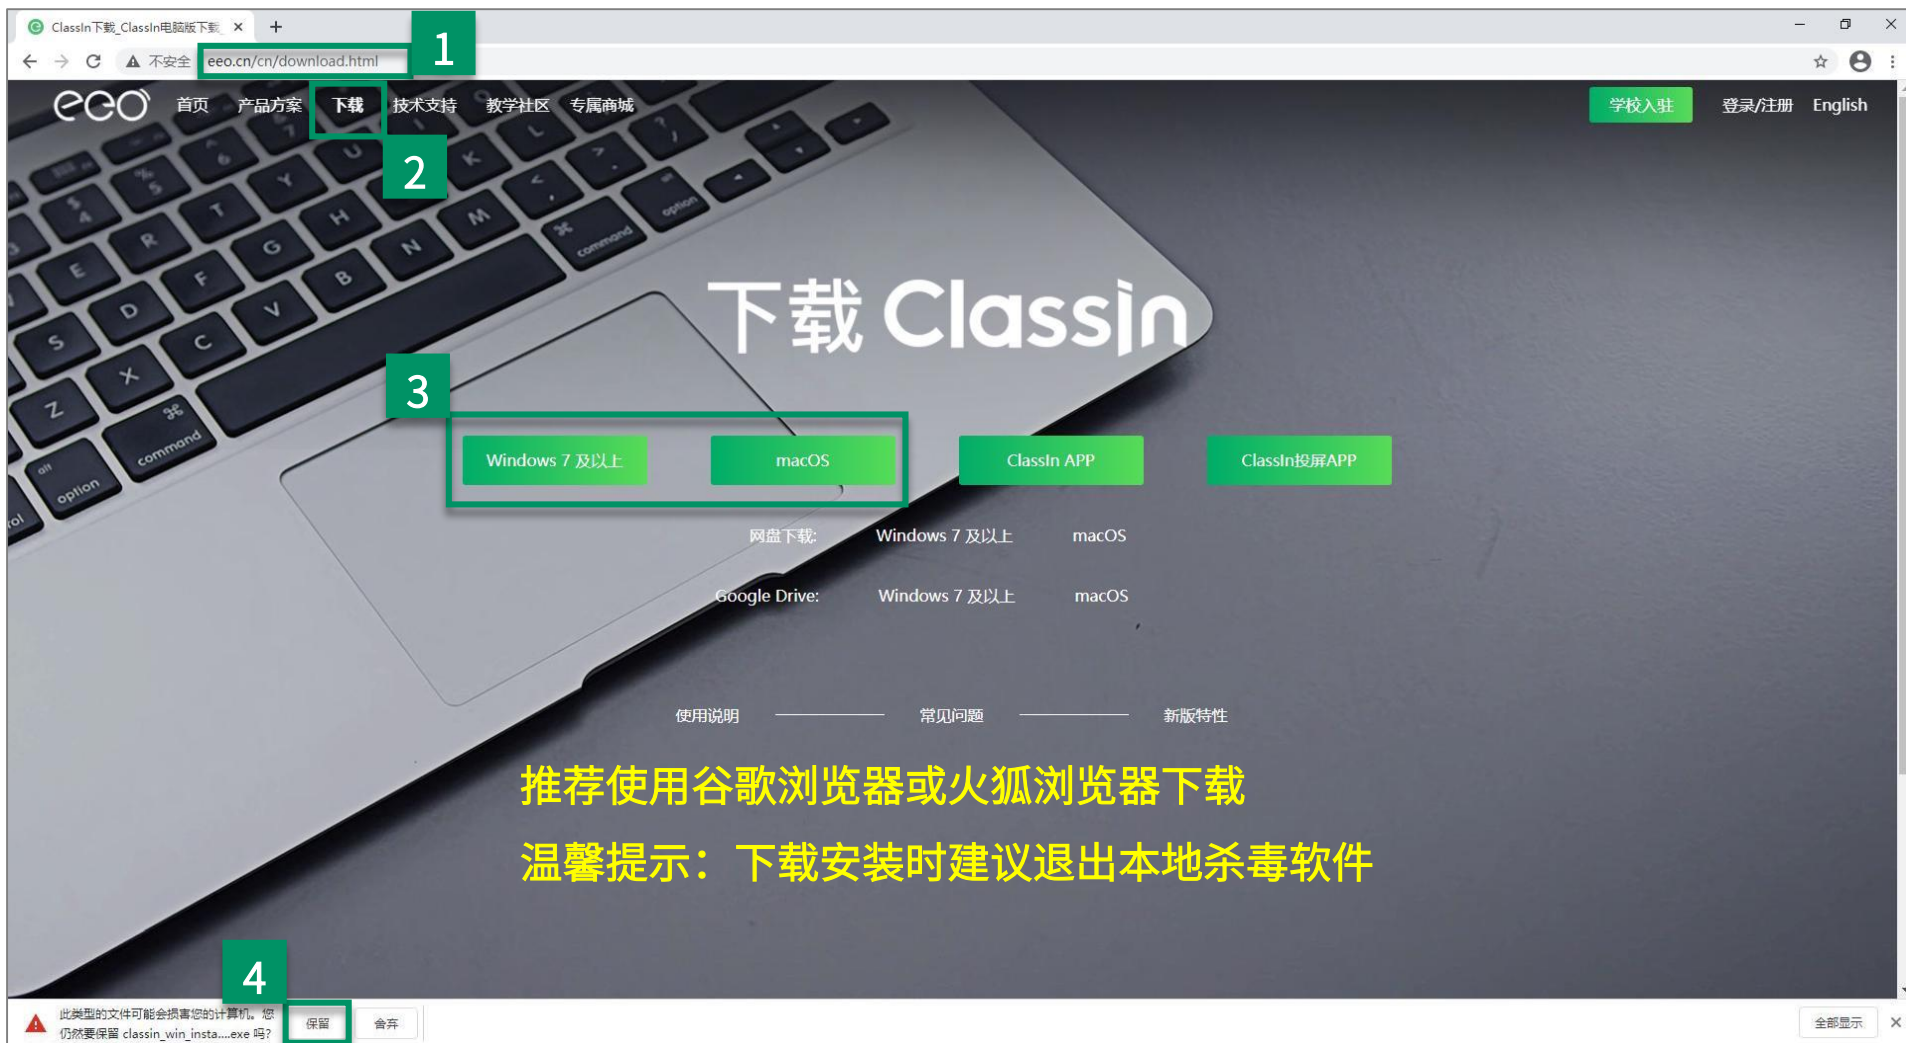 ClassIn下载_ClassIn电脑版下载_
1
不安全 eeo.cn/cn/download.html
eeo 首页 产品方案 下载 技术支持 教学社区 专属商城 学校入驻 登录/注册 English
2
下载 ClassIn
3
Windows 7 及以上 macOS ClassIn APP ClassIn投屏APP
网盘下载: Windows 7 及以上 macOS
Google Drive: Windows 7 及以上 macOS
使用说明 常见问题 新版特性
推荐使用谷歌浏览器或火狐浏览器下载
温馨提示：下载安装时建议退出本地杀毒软件
4
此类型的文件可能会损害您的计算机。您
仍然要保留 classin_win_insta....exe 吗?
保留 舍弃 全部显示